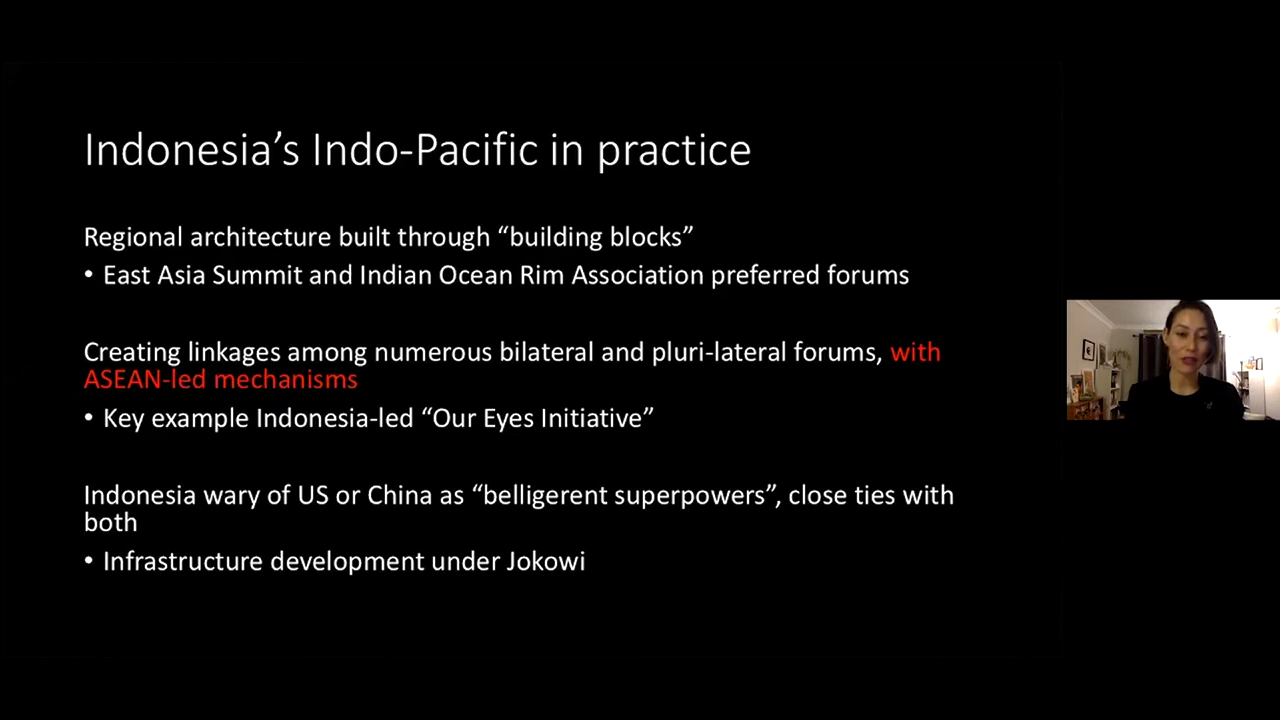 Indonesia’s Indo-Pacific in practice
Regional architecture built through “building blocks”
• East Asia Summit and Indian Ocean Rim Association preferred forums
Creating linkages among numerous bilateral and pluri-lateral forums, with
ASEAN-led mechanisms
• Key example Indonesia-led “Our Eyes Initiative”
Indonesia wary of US or China as “belligerent superpowers”, close ties with
both
• Infrastructure development under Jokowi